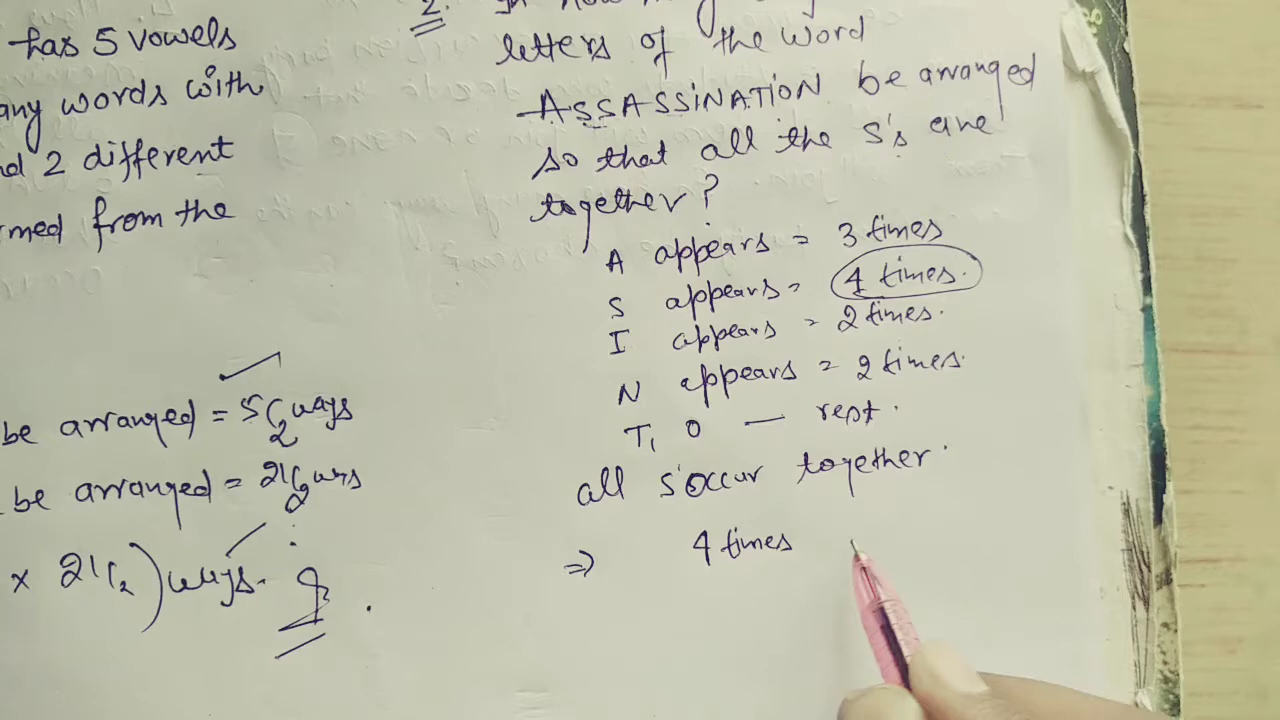 has 5 vowels
any words with
2 different
from the
be arranged = 5C2 ways
be arranged = 21C2 ways
x 21C2) ways.
2.
letters of the word
ASSASSINATION be arranged
so that all the S's are
together?
A appears = 3 times
S appears = 4 times.
I appears = 2 times.
N appears = 2 times.
T, O — rest.
all s'occur together.
⇒ 4 times